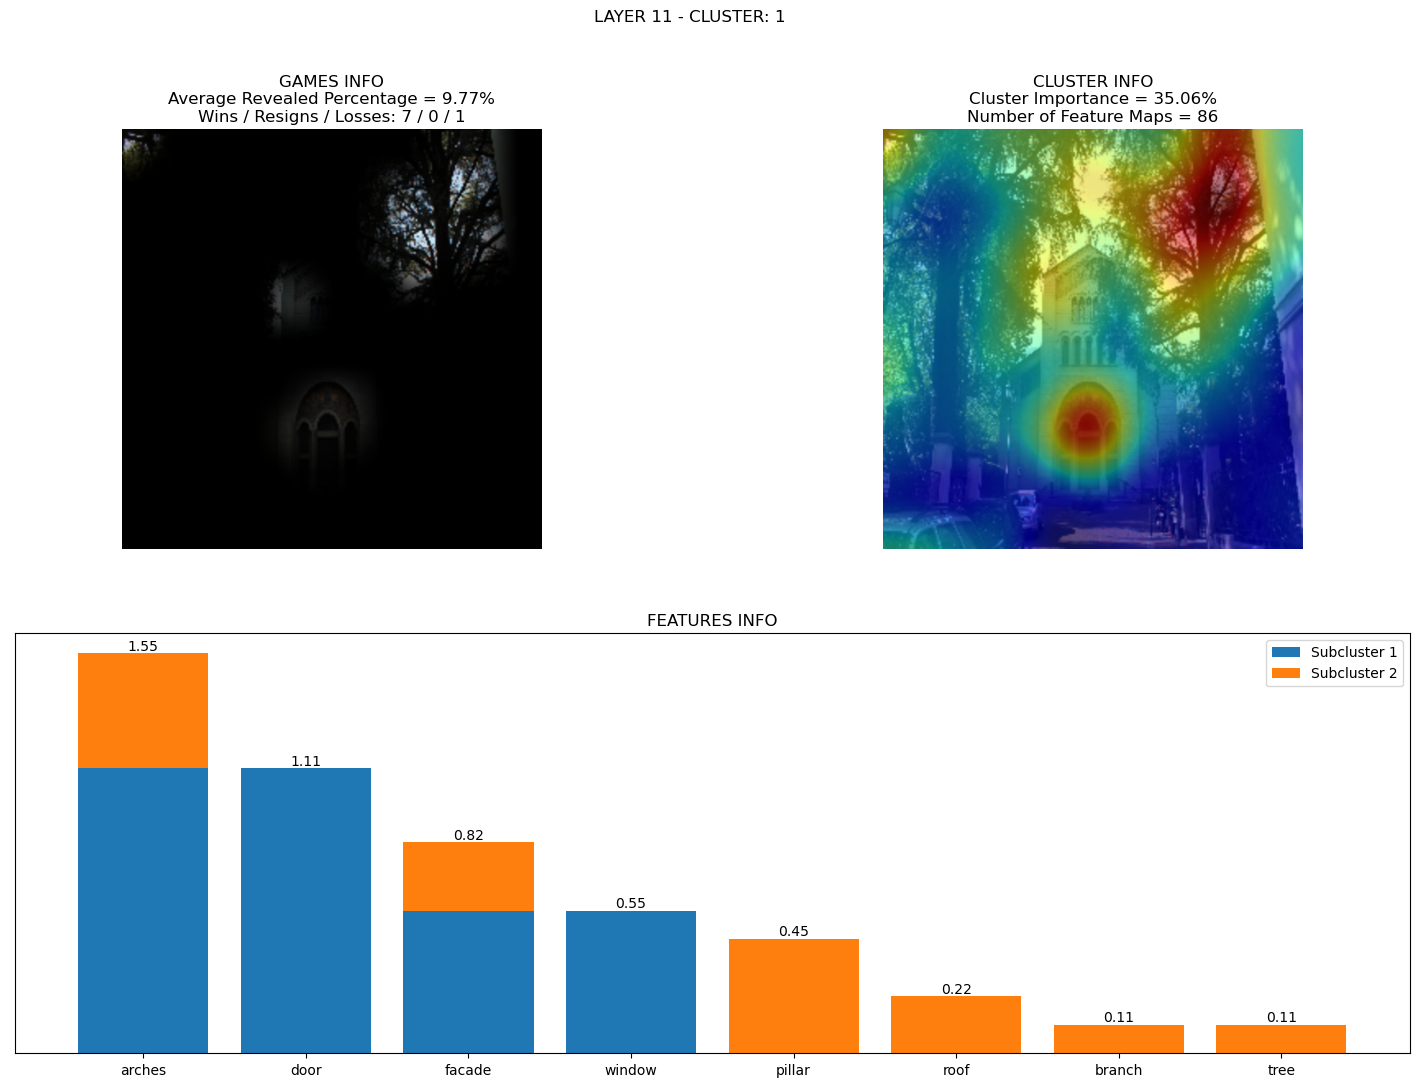 LAYER 11 - CLUSTER: 1
GAMES INFO
Average Revealed Percentage = 9.77%
Wins / Resigns / Losses: 7 / 0 / 1
CLUSTER INFO
Cluster Importance = 35.06%
Number of Feature Maps = 86
FEATURES INFO
Subcluster 1
Subcluster 2
1.55
1.11
0.82
0.55
0.45
0.22
0.11
0.11
arches
door
facade
window
pillar
roof
branch
tree